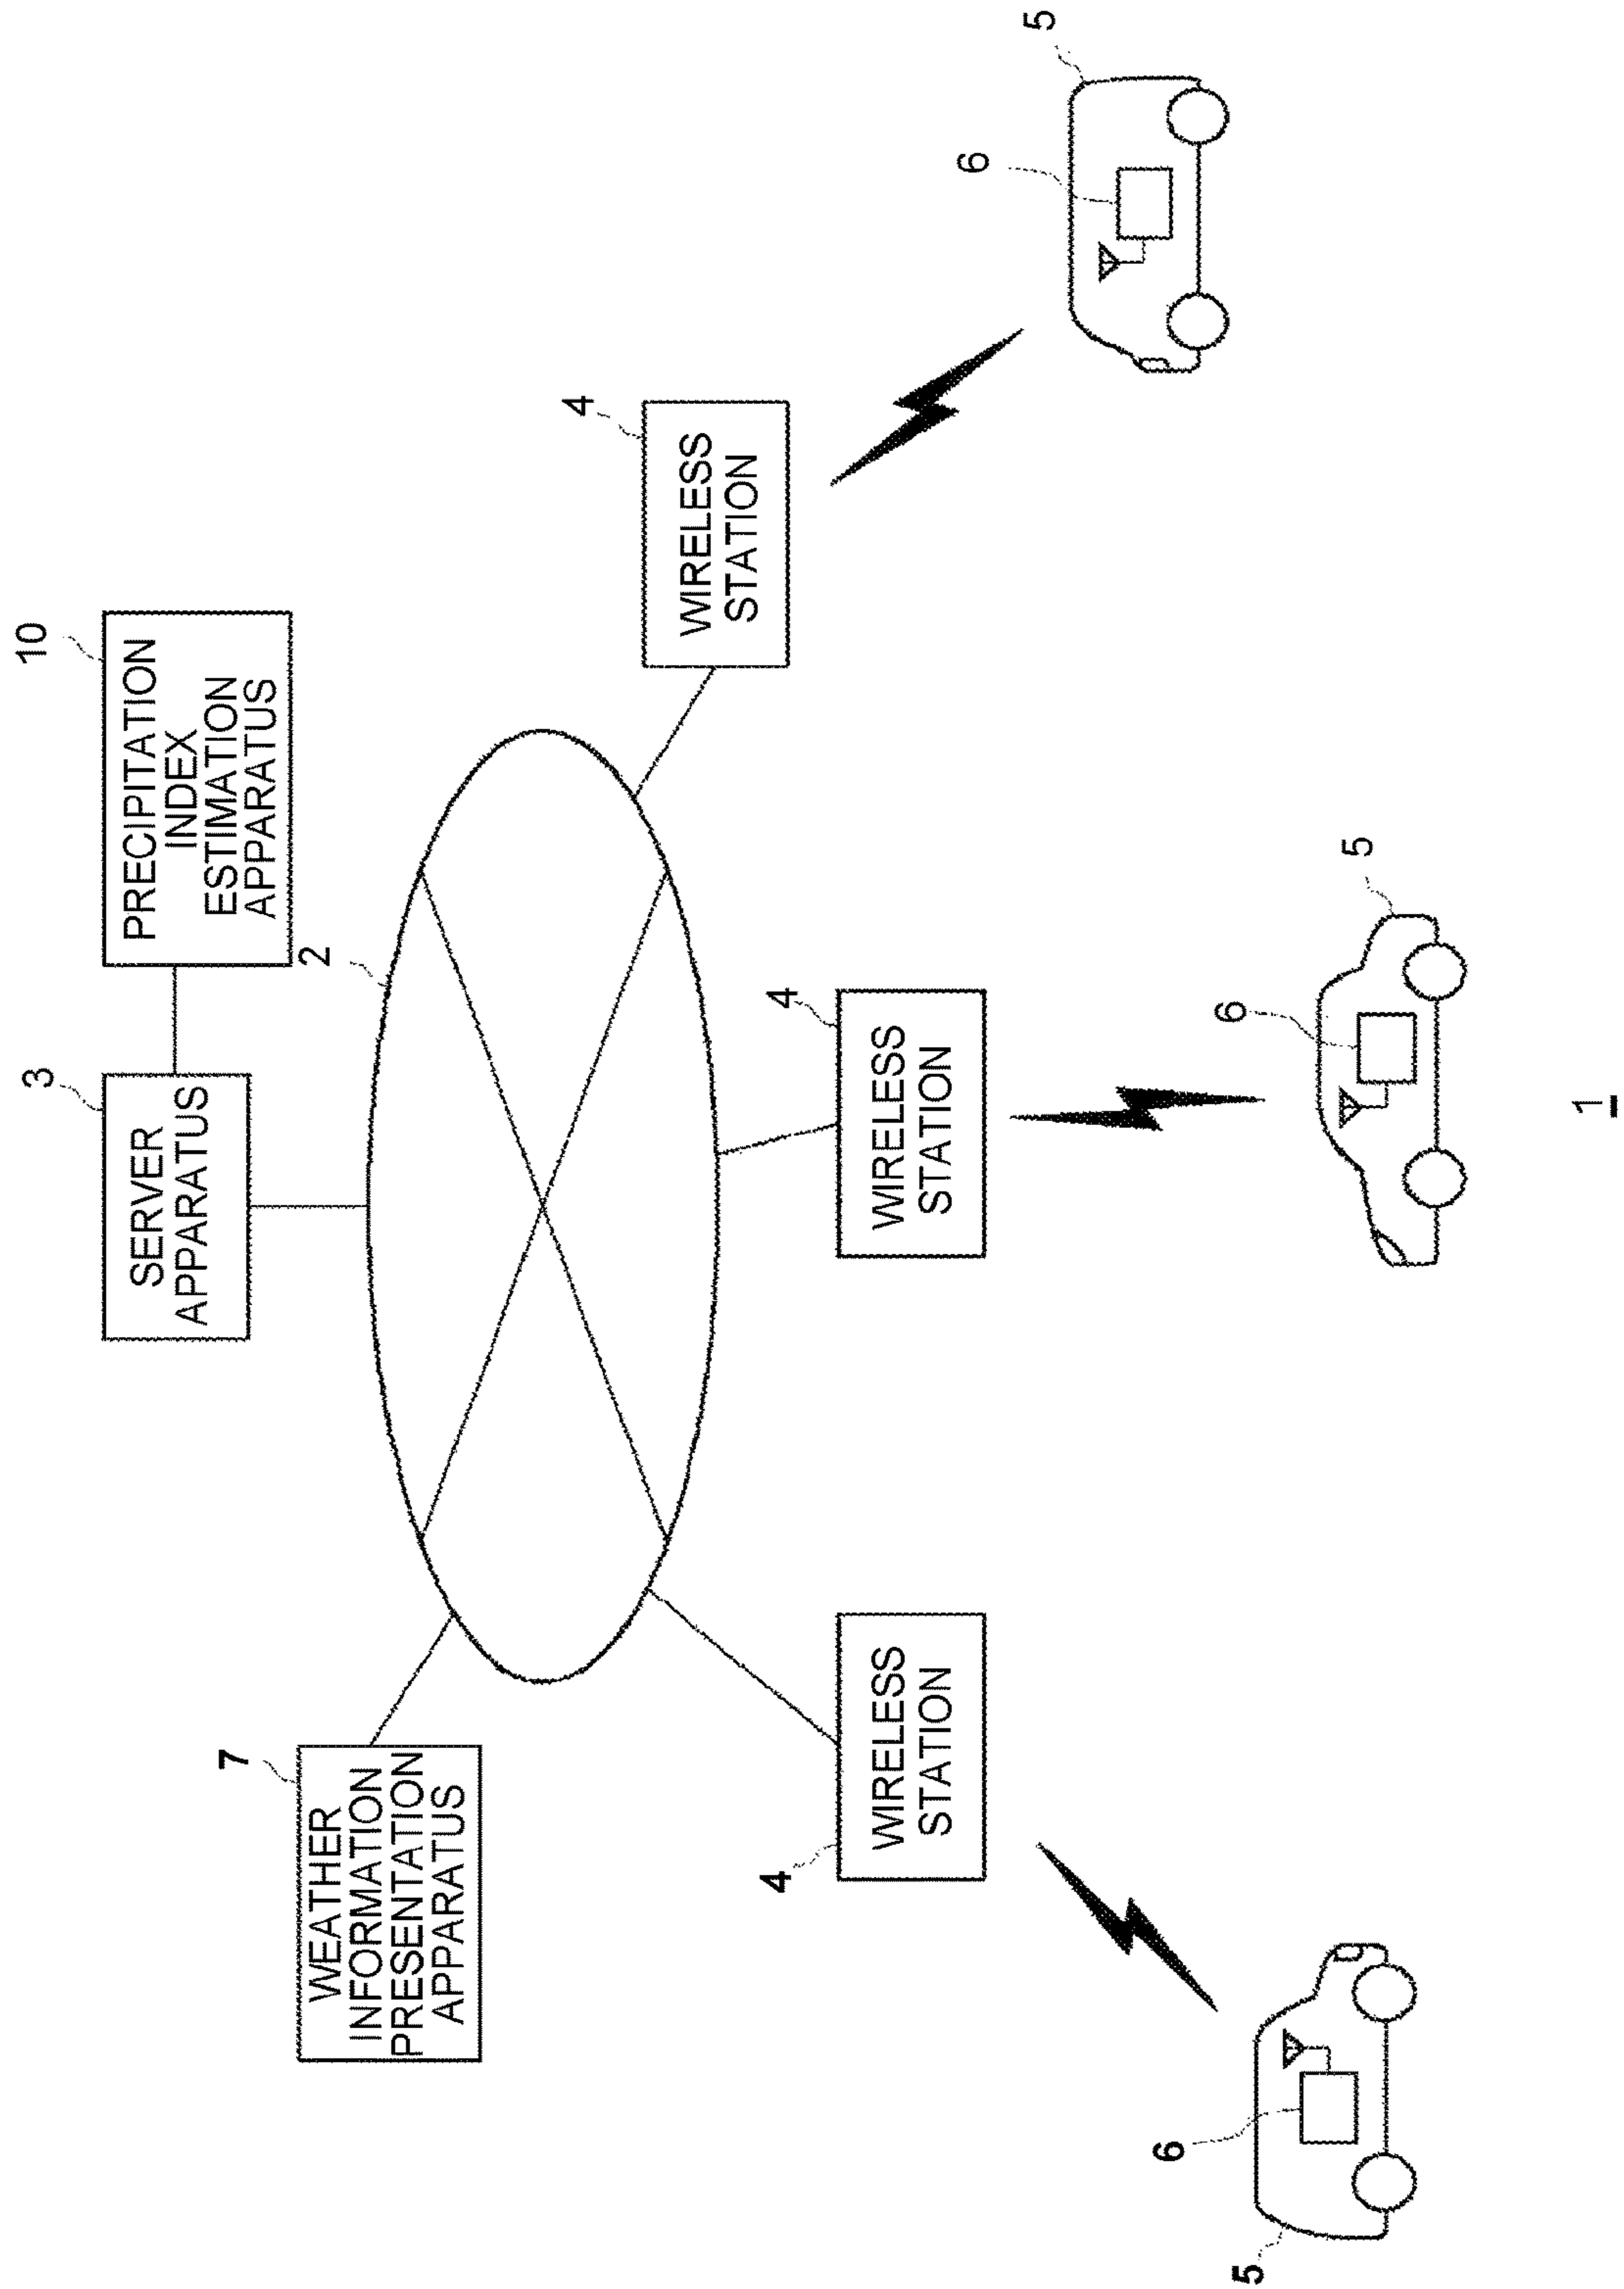 10
PRECIPITATION
INDEX
ESTIMATION
APPARATUS
3
SERVER
APPARATUS
2
7
WEATHER
INFORMATION
PRESENTATION
APPARATUS
4
WIRELESS
STATION
4
WIRELESS
STATION
4
WIRELESS
STATION
5
6
5
6
5
6
1